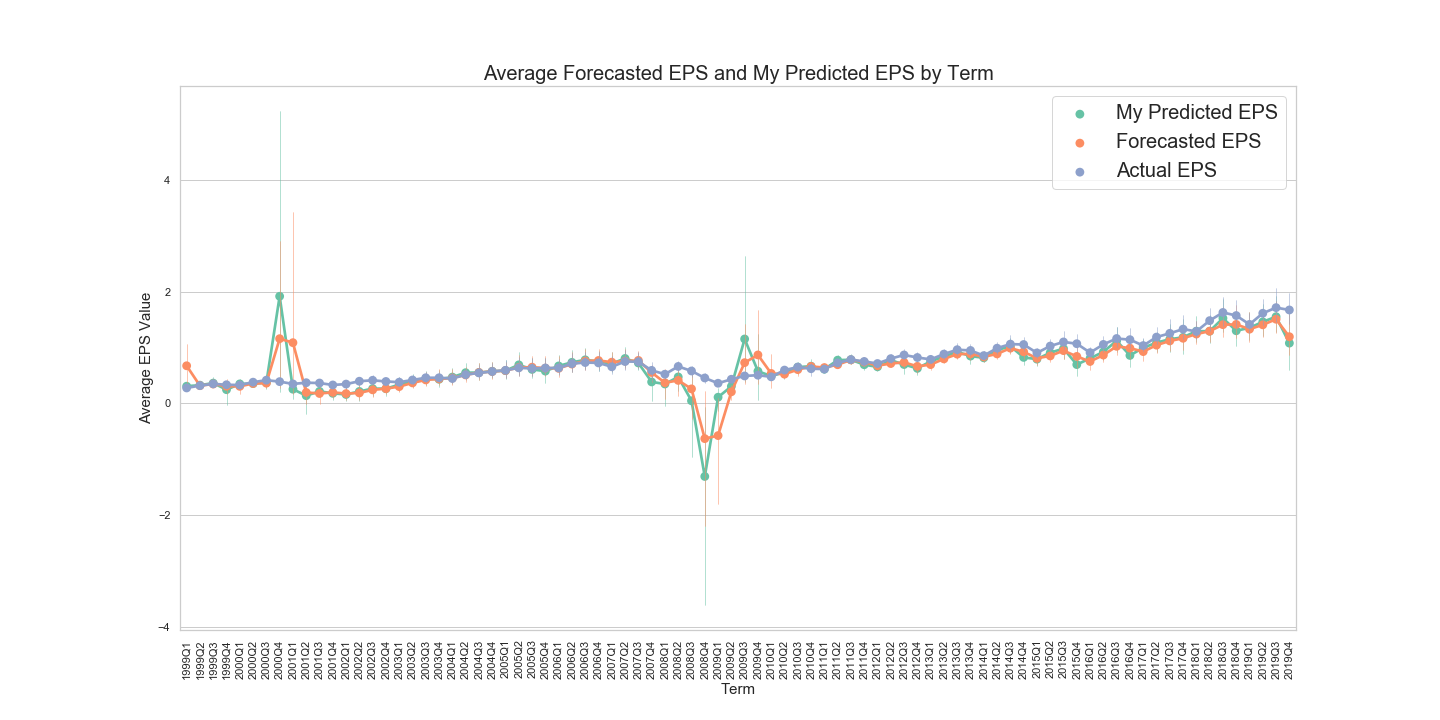 Average Forecasted EPS and My Predicted EPS by Term
My Predicted EPS
Forecasted EPS
Actual EPS
Average EPS Value
4
2
0
−2
−4
1999Q1
1999Q2
1999Q3
1999Q4
2000Q1
2000Q2
2000Q3
2000Q4
2001Q1
2001Q2
2001Q3
2001Q4
2002Q1
2002Q2
2002Q3
2002Q4
2003Q1
2003Q2
2003Q3
2003Q4
2004Q1
2004Q2
2004Q3
2004Q4
2005Q1
2005Q2
2005Q3
2005Q4
2006Q1
2006Q2
2006Q3
2006Q4
2007Q1
2007Q2
2007Q3
2007Q4
2008Q1
2008Q2
2008Q3
2008Q4
2009Q1
2009Q2
2009Q3
2009Q4
2010Q1
2010Q2
2010Q3
2010Q4
2011Q1
2011Q2
2011Q3
2011Q4
2012Q1
2012Q2
2012Q3
2012Q4
2013Q1
2013Q2
2013Q3
2013Q4
2014Q1
2014Q2
2014Q3
2014Q4
2015Q1
2015Q2
2015Q3
2015Q4
2016Q1
2016Q2
2016Q3
2016Q4
2017Q1
2017Q2
2017Q3
2017Q4
2018Q1
2018Q2
2018Q3
2018Q4
2019Q1
2019Q2
2019Q3
2019Q4
Term